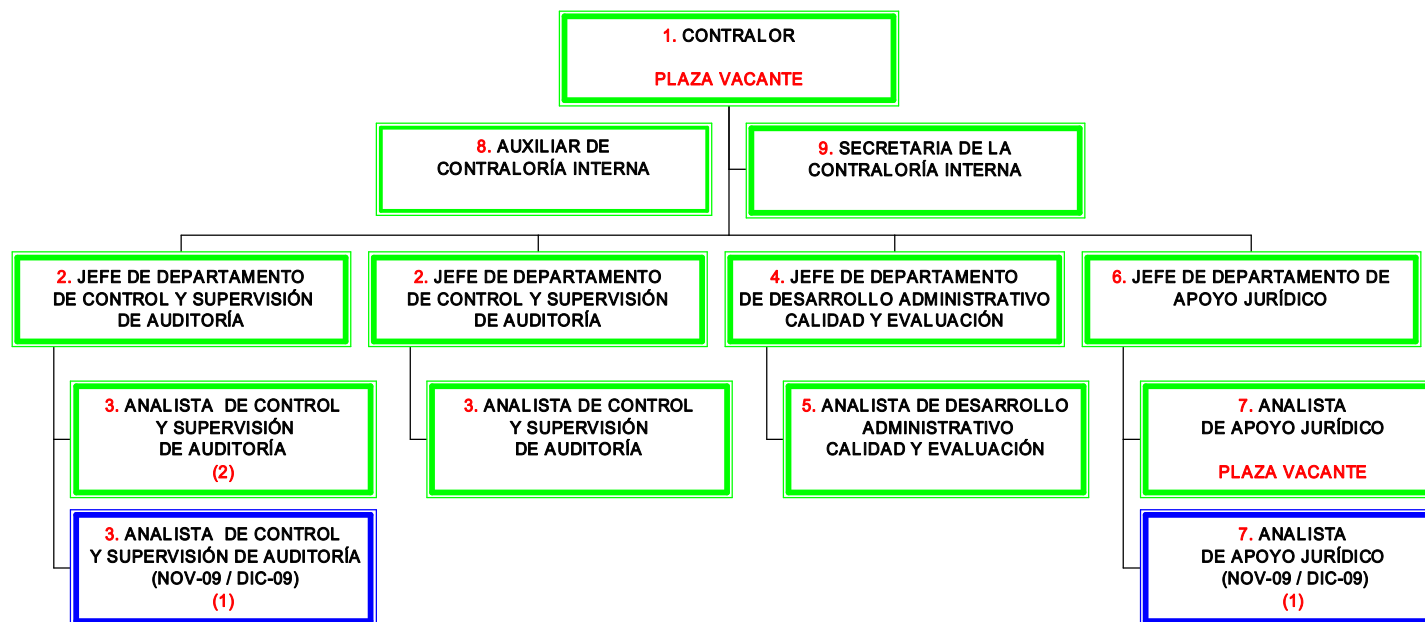 1. CONTRALOR
PLAZA VACANTE
8. AUXILIAR DE
CONTRALORÍA INTERNA
9. SECRETARIA DE LA
CONTRALORÍA INTERNA
2. JEFE DE DEPARTAMENTO
DE CONTROL Y SUPERVISIÓN
DE AUDITORÍA
2. JEFE DE DEPARTAMENTO
DE CONTROL Y SUPERVISIÓN
DE AUDITORÍA
4. JEFE DE DEPARTAMENTO
DE DESARROLLO ADMINISTRATIVO
CALIDAD Y EVALUACIÓN
6. JEFE DE DEPARTAMENTO DE
APOYO JURÍDICO
3. ANALISTA DE CONTROL
Y SUPERVISIÓN
DE AUDITORÍA
(2)
3. ANALISTA DE CONTROL
Y SUPERVISIÓN
DE AUDITORÍA
5. ANALISTA DE DESARROLLO
ADMINISTRATIVO
CALIDAD Y EVALUACIÓN
7. ANALISTA
DE APOYO JURÍDICO
PLAZA VACANTE
3. ANALISTA DE CONTROL
Y SUPERVISIÓN DE AUDITORÍA
(NOV-09 / DIC-09)
(1)
7. ANALISTA
DE APOYO JURÍDICO
(NOV-09 / DIC-09)
(1)